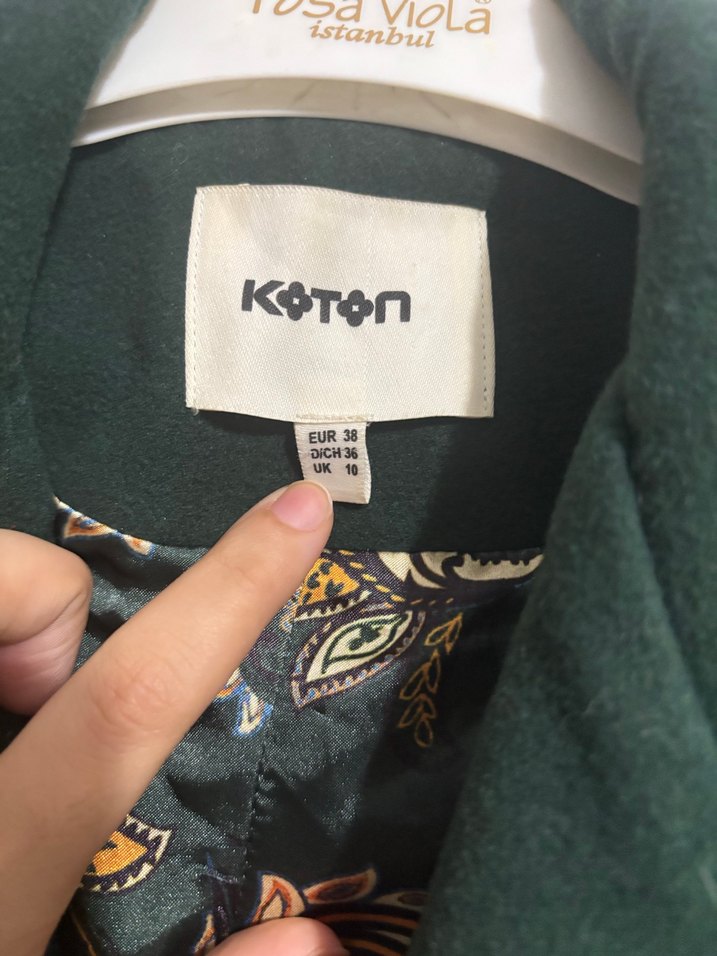 rosa viola®
istanbul
KOTON
EUR 38
D/CH 36
UK 10